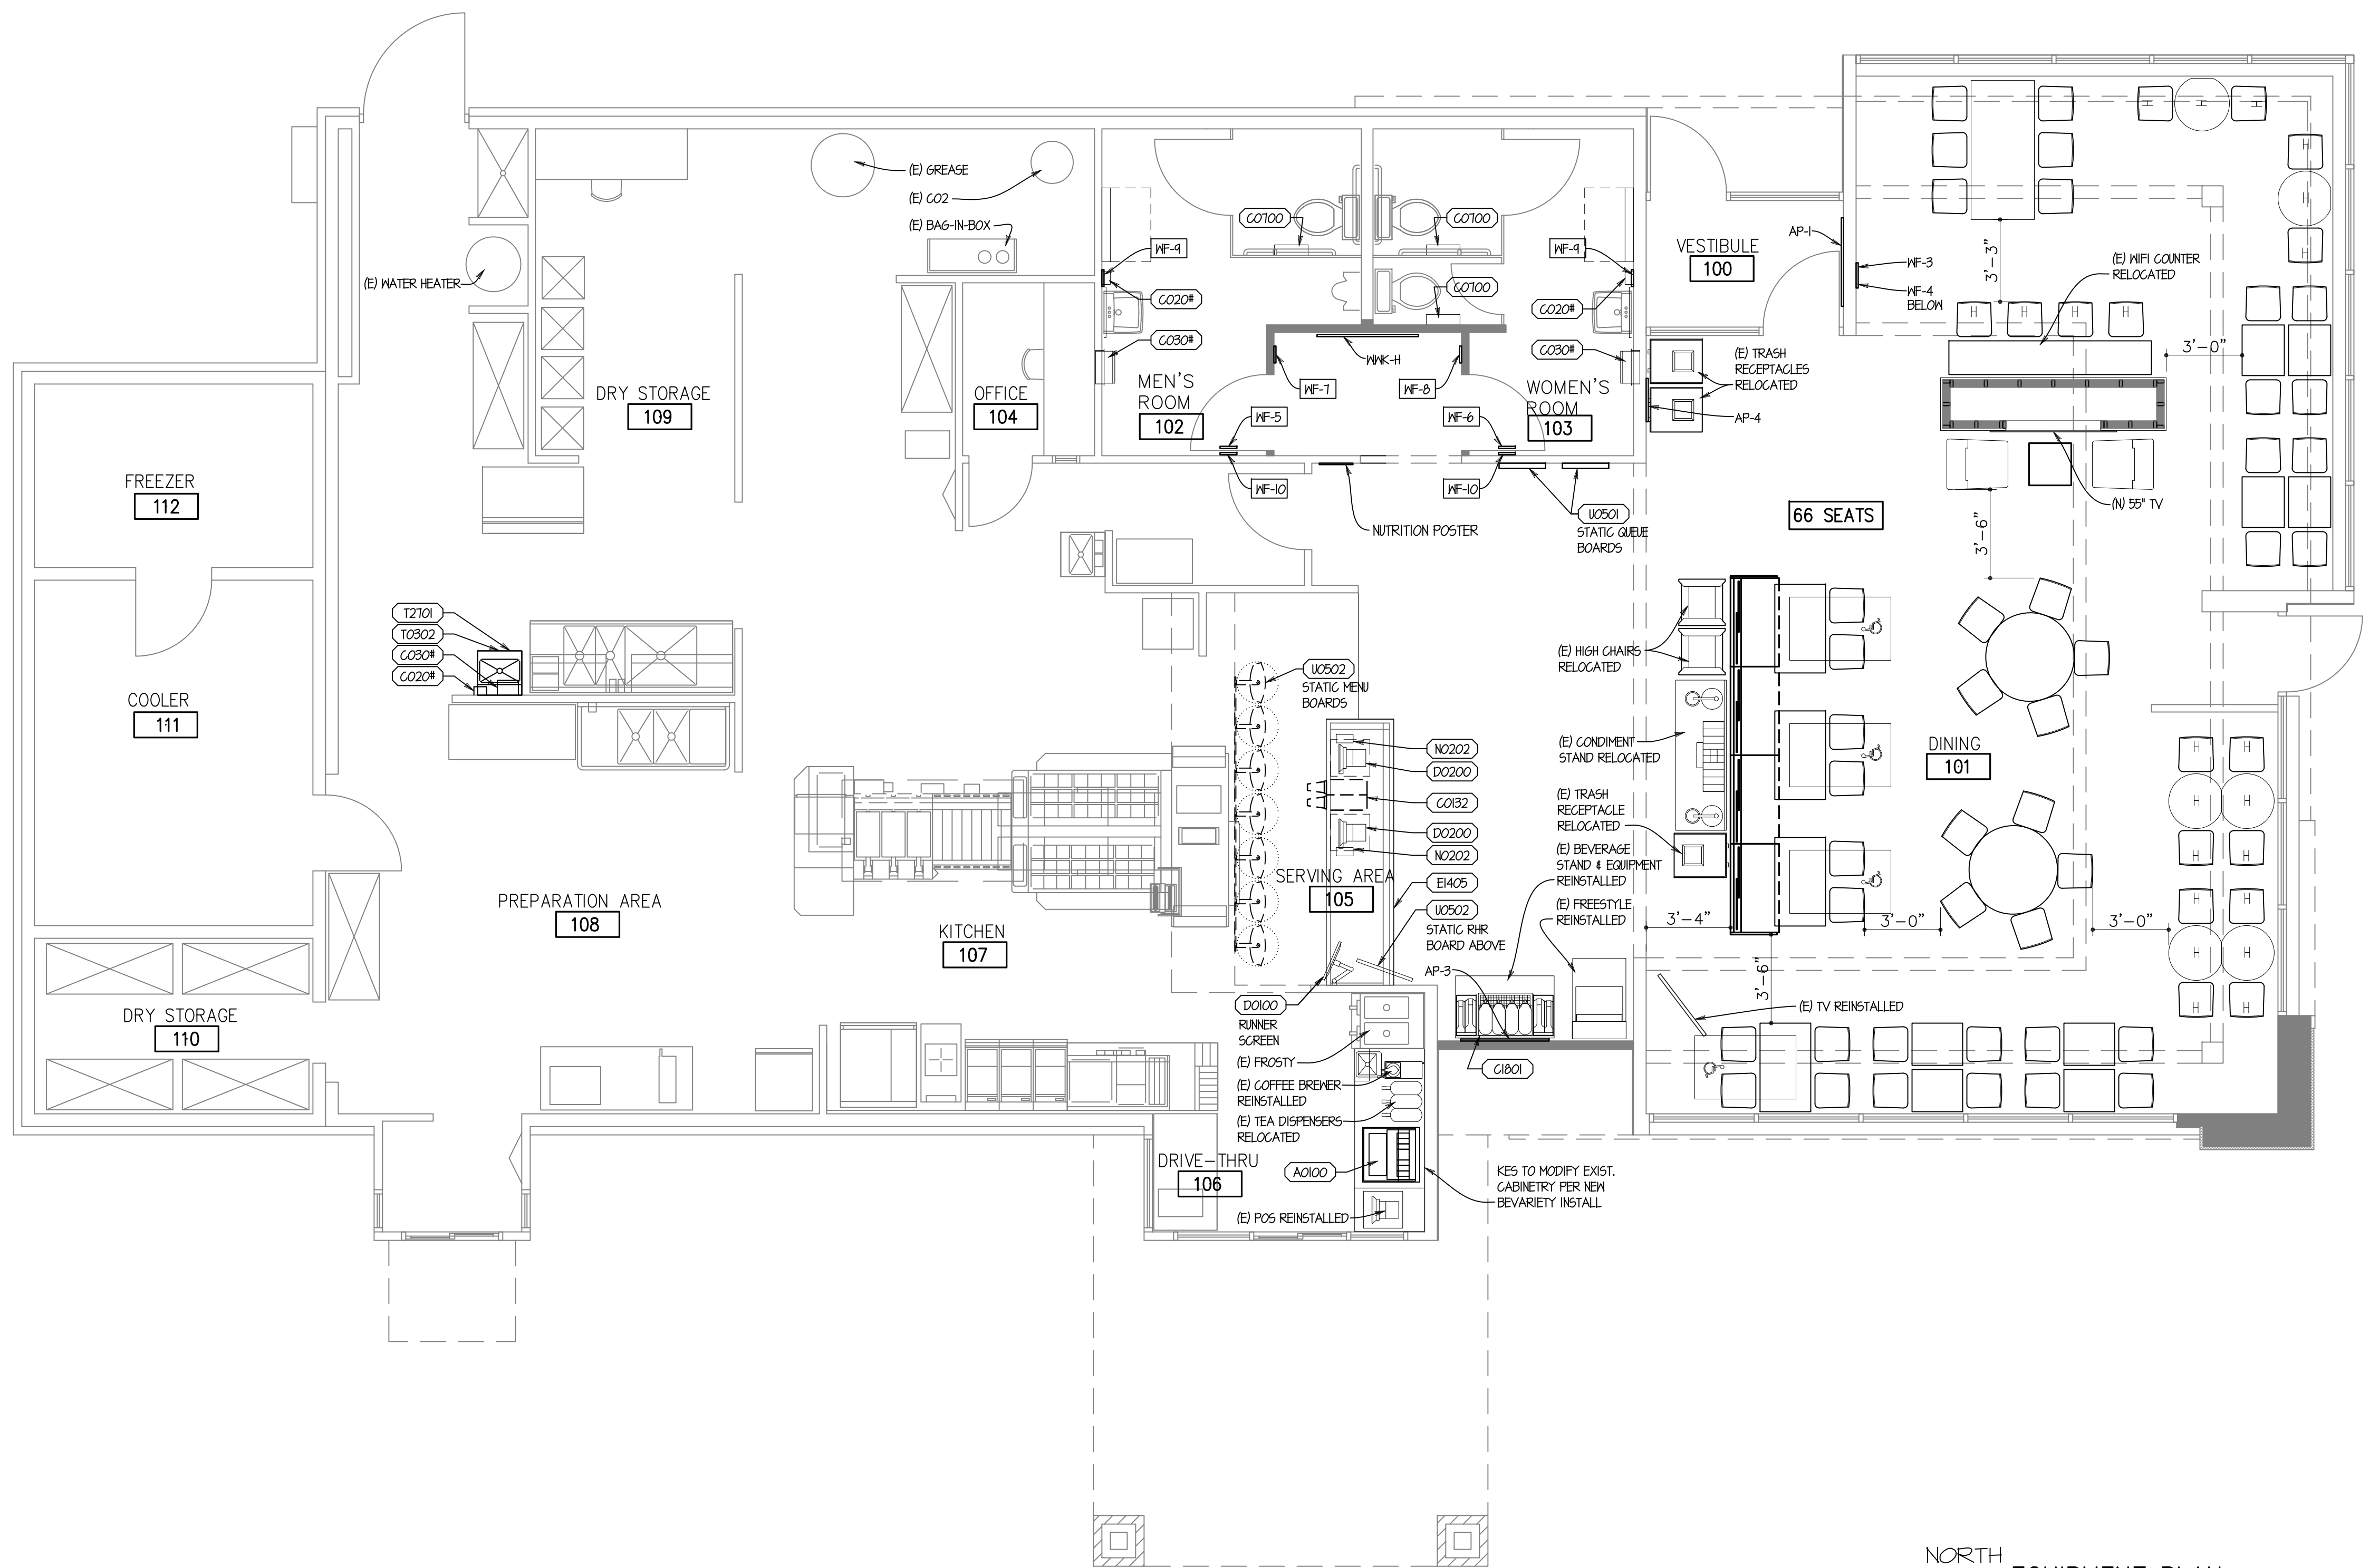 (E) GREASE
(E) CO2
(E) BAG-IN-BOX
(E) WATER HEATER
DRY STORAGE
109
OFFICE
104
FREEZER
112
COOLER
111
DRY STORAGE
110
PREPARATION AREA
108
KITCHEN
107
T2701
T0302
C030#
C020#
C0700
C0700
C0700
WF-9
C020#
C030#
WF-9
C020#
C030#
MEN'S
ROOM
102
WOMEN'S
ROOM
103
WWK-H
WF-7
WF-8
WF-5
WF-6
WF-10
WF-10
NUTRITION POSTER
U0501
STATIC QUEUE
BOARDS
VESTIBULE
100
AP-1
WF-3
WF-4
BELOW
(E) TRASH
RECEPTACLES
RELOCATED
AP-4
3'-3"
(E) WIFI COUNTER
RELOCATED
3'-0"
H
H
H
H
H
H
H
H
H
H
66 SEATS
(N) 55" TV
3'-6"
(E) HIGH CHAIRS
RELOCATED
(E) CONDIMENT
STAND RELOCATED
(E) TRASH
RECEPTACLE
RELOCATED
(E) BEVERAGE
STAND & EQUIPMENT
REINSTALLED
(E) FREESTYLE
REINSTALLED
DINING
101
H
H
H
H
H
H
H
H
H
H
H
H
3'-4"
3'-0"
3'-0"
3'-6"
(E) TV REINSTALLED
U0502
STATIC MENU
BOARDS
N0202
D0200
C0132
D0200
N0202
E1405
SERVING AREA
105
U0502
STATIC RHR
BOARD ABOVE
AP-3
D0100
RUNNER
SCREEN
(E) FROSTY
(E) COFFEE BREWER
REINSTALLED
(E) TEA DISPENSERS
RELOCATED
C1801
DRIVE-THRU
106
A0100
KES TO MODIFY EXIST.
CABINETRY PER NEW
BEVARIETY INSTALL
(E) POS REINSTALLED
NORTH
EQUIPMENT PLAN